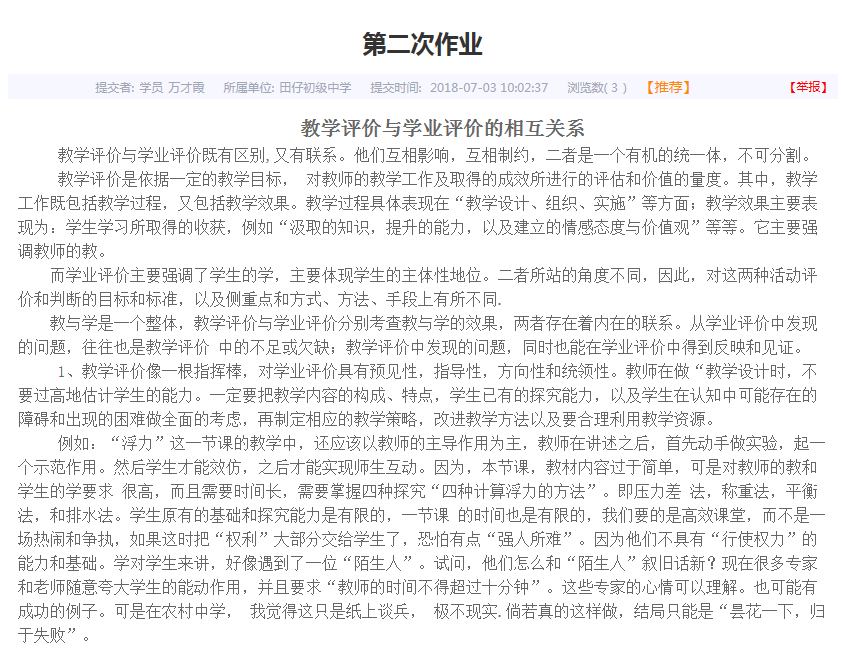 第二次作业
提交者: 学员 万才霞 所属单位: 田仔初级中学 提交时间: 2018-07-03 10:02:37 浏览数( 3 ) 【推荐】 【举报】
教学评价与学业评价的相互关系
教学评价与学业评价既有区别,又有联系。他们互相影响，互相制约，二者是一个有机的统一体，不可分割。
教学评价是依据一定的教学目标， 对教师的教学工作及取得的成效所进行的评估和价值的量度。其中，教学
工作既包括教学过程，又包括教学效果。教学过程具体表现在“教学设计、组织、实施”等方面；教学效果主要表
现为：学生学习所取得的收获，例如“汲取的知识，提升的能力，以及建立的情感态度与价值观”等等。它主要强
调教师的教。
而学业评价主要强调了学生的学，主要体现学生的主体性地位。二者所站的角度不同，因此，对这两种活动评
价和判断的目标和标准，以及侧重点和方式、方法、手段上有所不同.
教与学是一个整体，教学评价与学业评价分别考查教与学的效果，两者存在着内在的联系。从学业评价中发现
的问题，往往也是教学评价 中的不足或欠缺；教学评价中发现的问题，同时也能在学业评价中得到反映和见证。
1、教学评价像一根指挥棒，对学业评价具有预见性，指导性，方向性和统领性。教师在做“教学设计时，不
要过高地估计学生的能力。一定要把教学内容的构成、特点，学生已有的探究能力，以及学生在认知中可能存在的
障碍和出现的困难做全面的考虑，再制定相应的教学策略，改进教学方法以及要合理利用教学资源。
例如：“浮力”这一节课的教学中，还应该以教师的主导作用为主，教师在讲述之后，首先动手做实验，起一
个示范作用。然后学生才能效仿，之后才能实现师生互动。因为，本节课，教材内容过于简单，可是对教师的教和
学生的学要求 很高，而且需要时间长，需要掌握四种探究“四种计算浮力的方法”。即压力差 法，称重法，平衡
法，和排水法。学生原有的基础和探究能力是有限的，一节课 的时间也是有限的，我们要的是高效课堂，而不是一
场热闹和争执，如果这时把“权利”大部分交给学生了，恐怕有点“强人所难”。因为他们不具有“行使权力”的
能力和基础。学对学生来讲，好像遇到了一位“陌生人”。试问，他们怎么和“陌生人”叙旧话新？现在很多专家
和老师随意夸大学生的能动作用，并且要求“教师的时间不得超过十分钟”。这些专家的心情可以理解。也可能有
成功的例子。可是在农村中学， 我觉得这只是纸上谈兵， 极不现实.倘若真的这样做，结局只能是“昙花一下，归
于失败”。